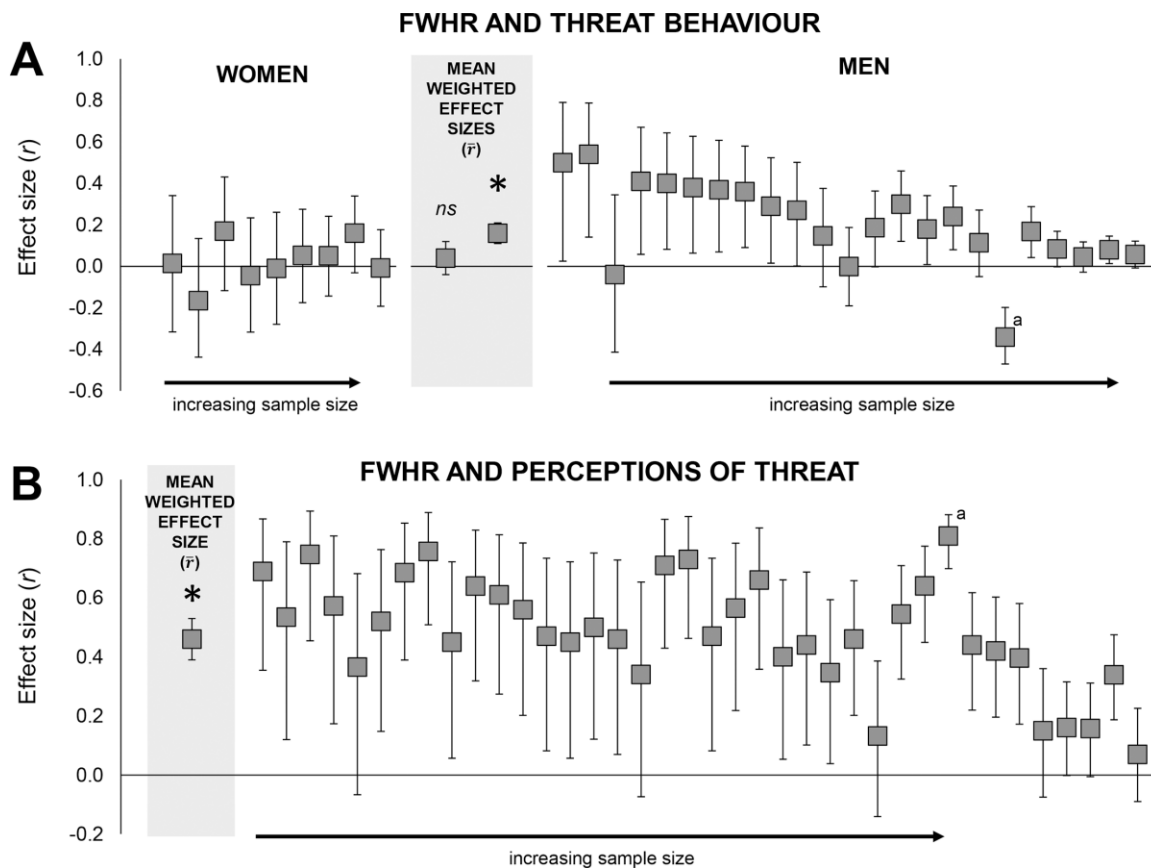 FWHR AND THREAT BEHAVIOUR
A
WOMEN
MEAN
WEIGHTED
EFFECT
SIZES
(r̄)
MEN
Effect size (r)
1.0
0.8
0.6
0.4
0.2
0.0
-0.2
-0.4
-0.6
ns
*
a
increasing sample size
increasing sample size
B
FWHR AND PERCEPTIONS OF THREAT
MEAN
WEIGHTED
EFFECT
SIZE
(r̄)
*
Effect size (r)
1.0
0.8
0.6
0.4
0.2
0.0
-0.2
a
increasing sample size